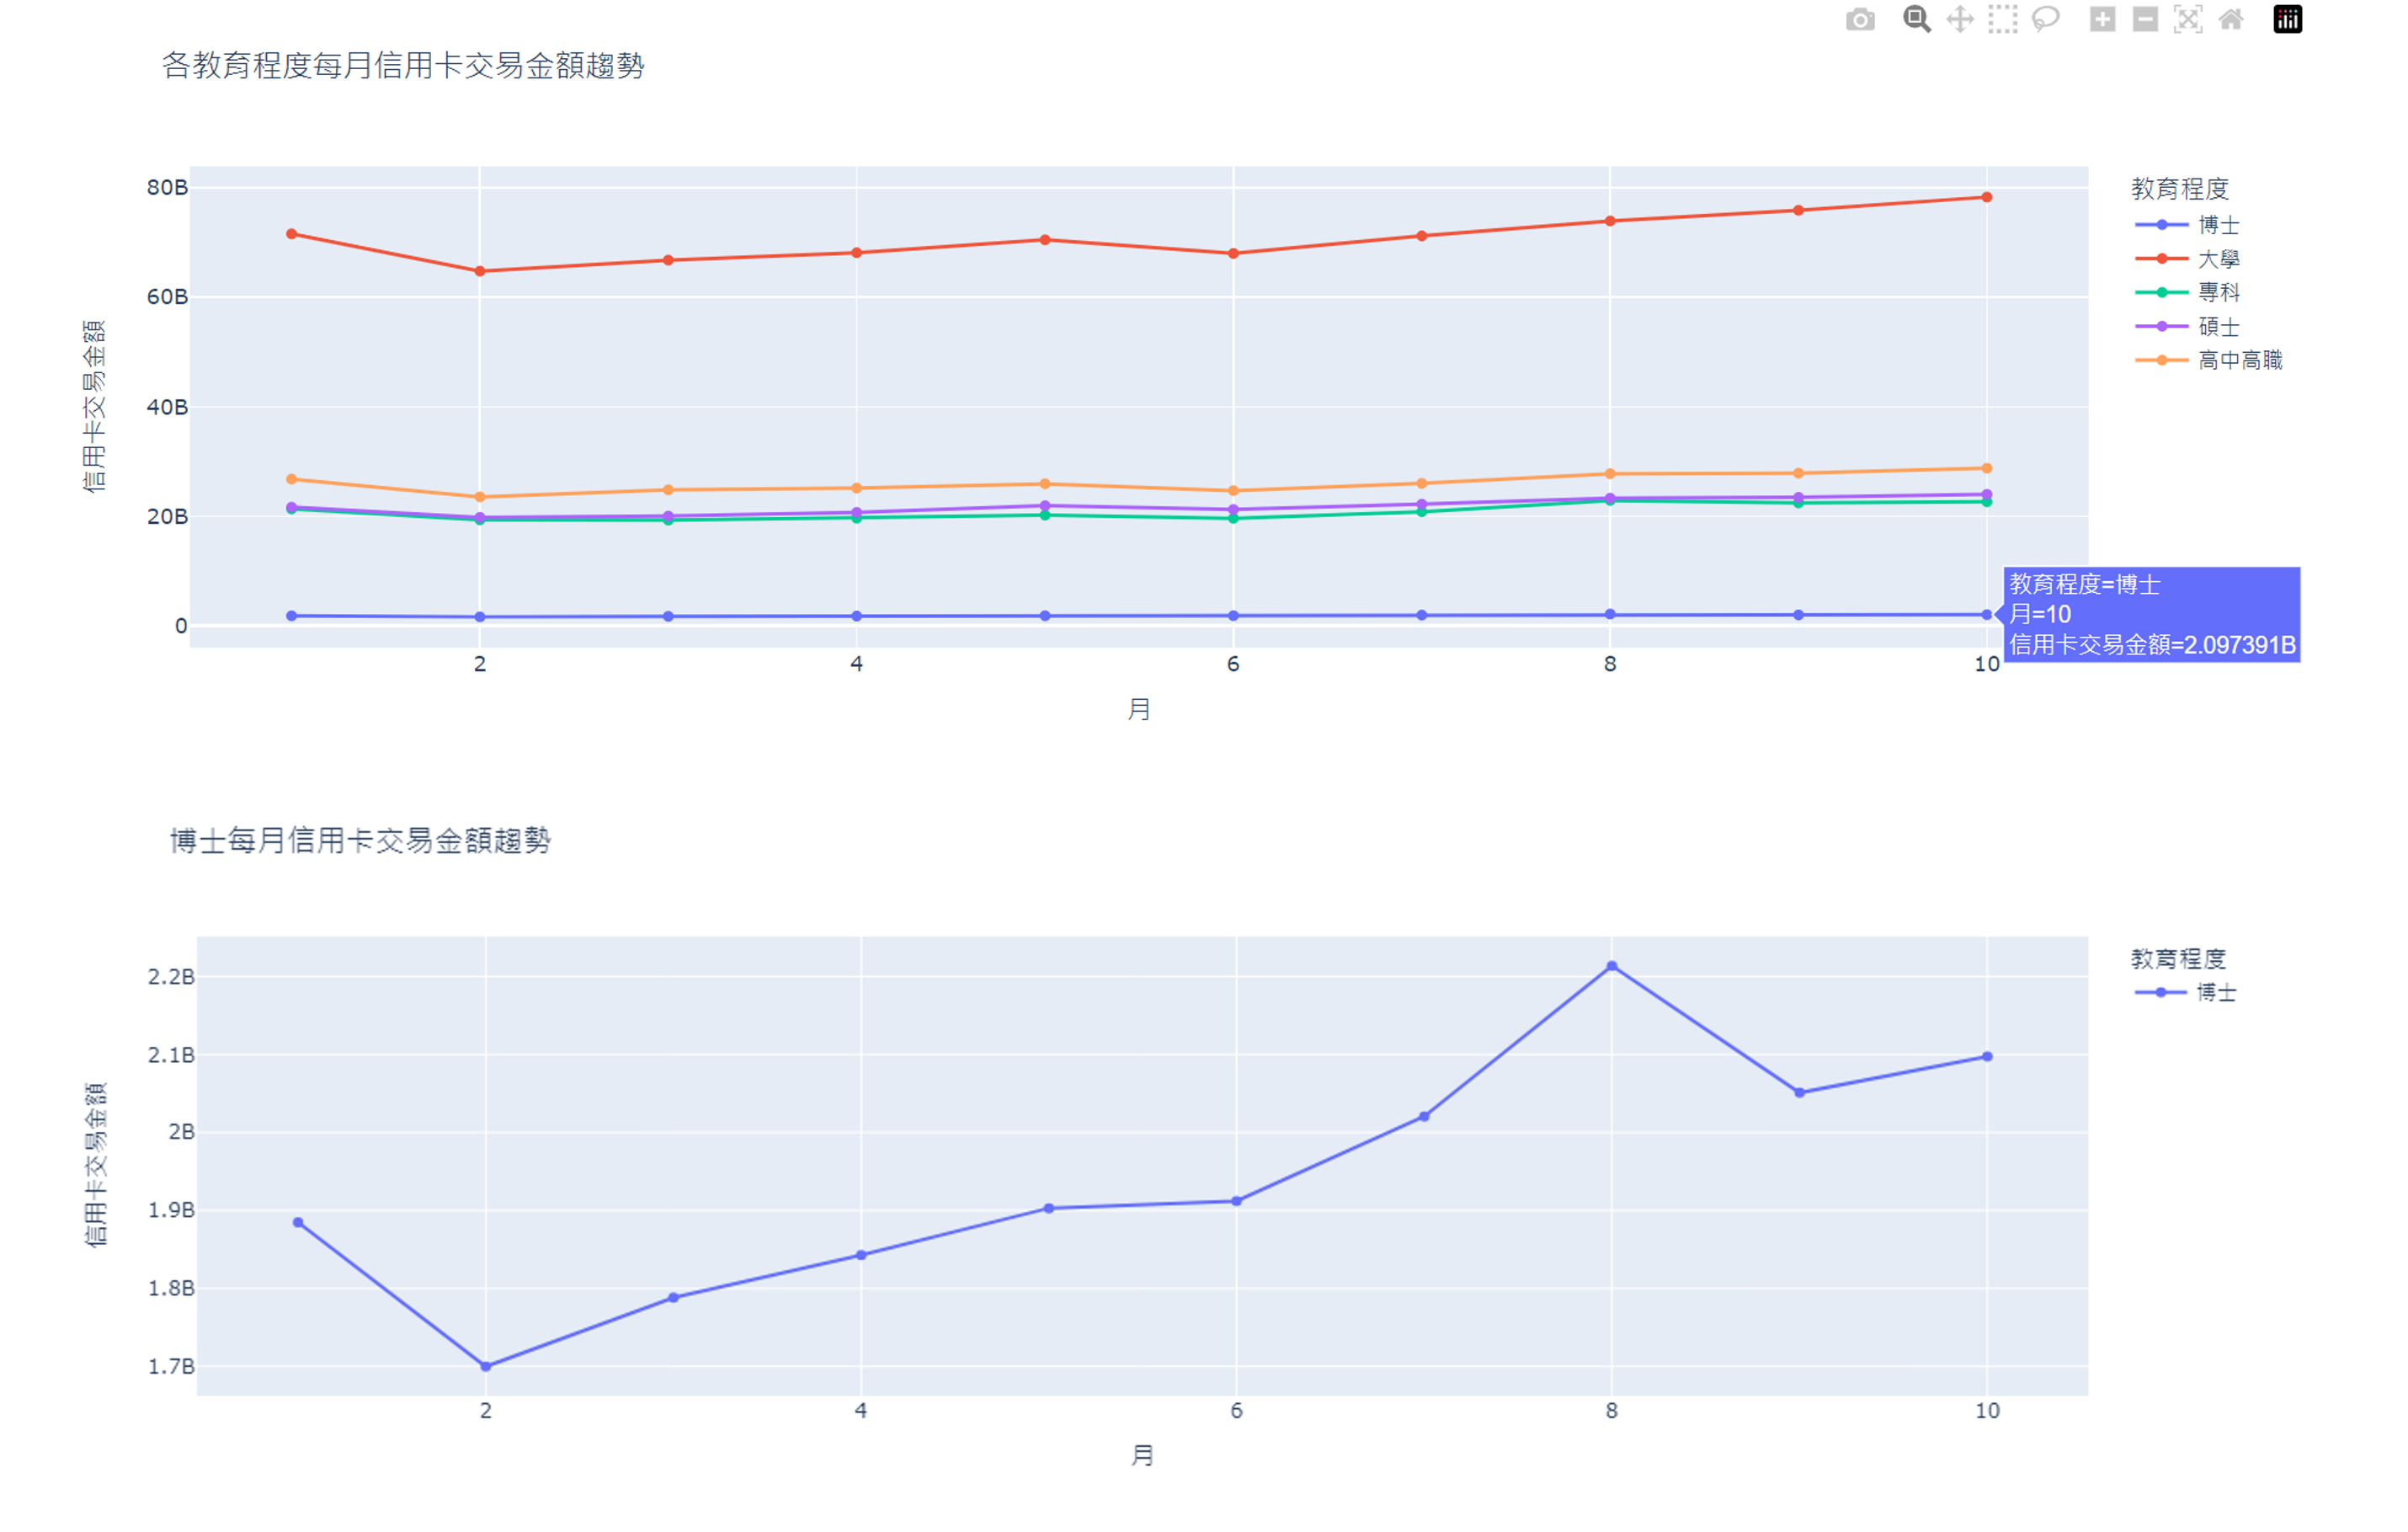 各教育程度每月信用卡交易金額趨勢
80B
60B
40B
20B
0
信用卡交易金額
2
4
6
8
10
月
教育程度
博士
大學
專科
碩士
高中高職
教育程度=博士
月=10
信用卡交易金額=2.097391B
博士每月信用卡交易金額趨勢
2.2B
2.1B
2B
1.9B
1.8B
1.7B
信用卡交易金額
2
4
6
8
10
月
教育程度
博士